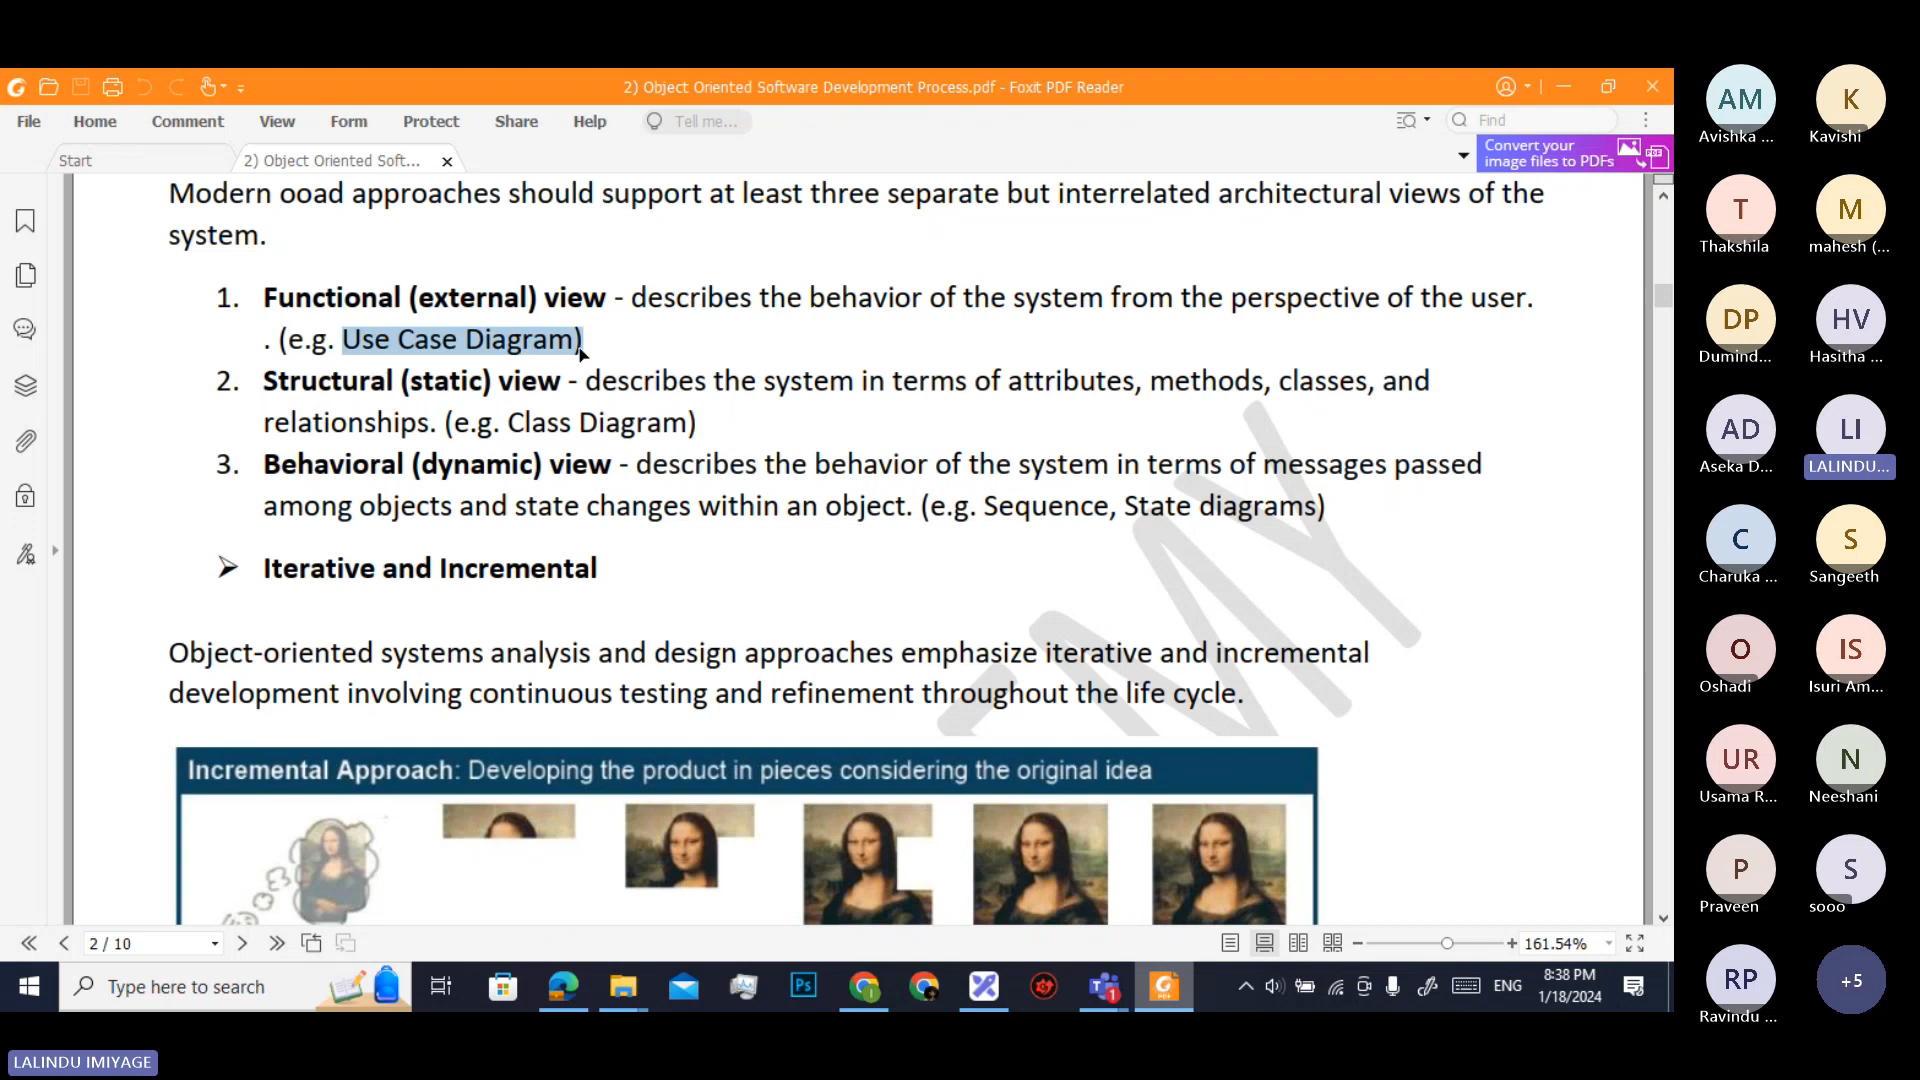 2) Object Oriented Software Development Process.pdf - Foxit PDF Reader
File Home Comment View Form Protect Share Help Tell me... Find
Start
2) Object Oriented Soft...
Convert your
image files to PDFs
PDF
Modern ooad approaches should support at least three separate but interrelated architectural views of the
system.
1. Functional (external) view - describes the behavior of the system from the perspective of the user.
. (e.g. Use Case Diagram)
2. Structural (static) view - describes the system in terms of attributes, methods, classes, and
relationships. (e.g. Class Diagram)
3. Behavioral (dynamic) view - describes the behavior of the system in terms of messages passed
among objects and state changes within an object. (e.g. Sequence, State diagrams)
➢ Iterative and Incremental
Object-oriented systems analysis and design approaches emphasize iterative and incremental
development involving continuous testing and refinement throughout the life cycle.
Incremental Approach: Developing the product in pieces considering the original idea
2 / 10
161.54%
Type here to search
Ps
1
ENG
8:38 PM
1/18/2024
AM
Avishka ...
K
Kavishi
T
Thakshila
M
mahesh (...
DP
Dumind...
HV
Hasitha ...
AD
Aseka D...
LI
LALINDU...
C
Charuka ...
S
Sangeeth
O
Oshadi
IS
Isuri Am...
UR
Usama R...
N
Neeshani
P
Praveen
S
sooo
RP
Ravindu ...
+5
LALINDU IMIYAGE